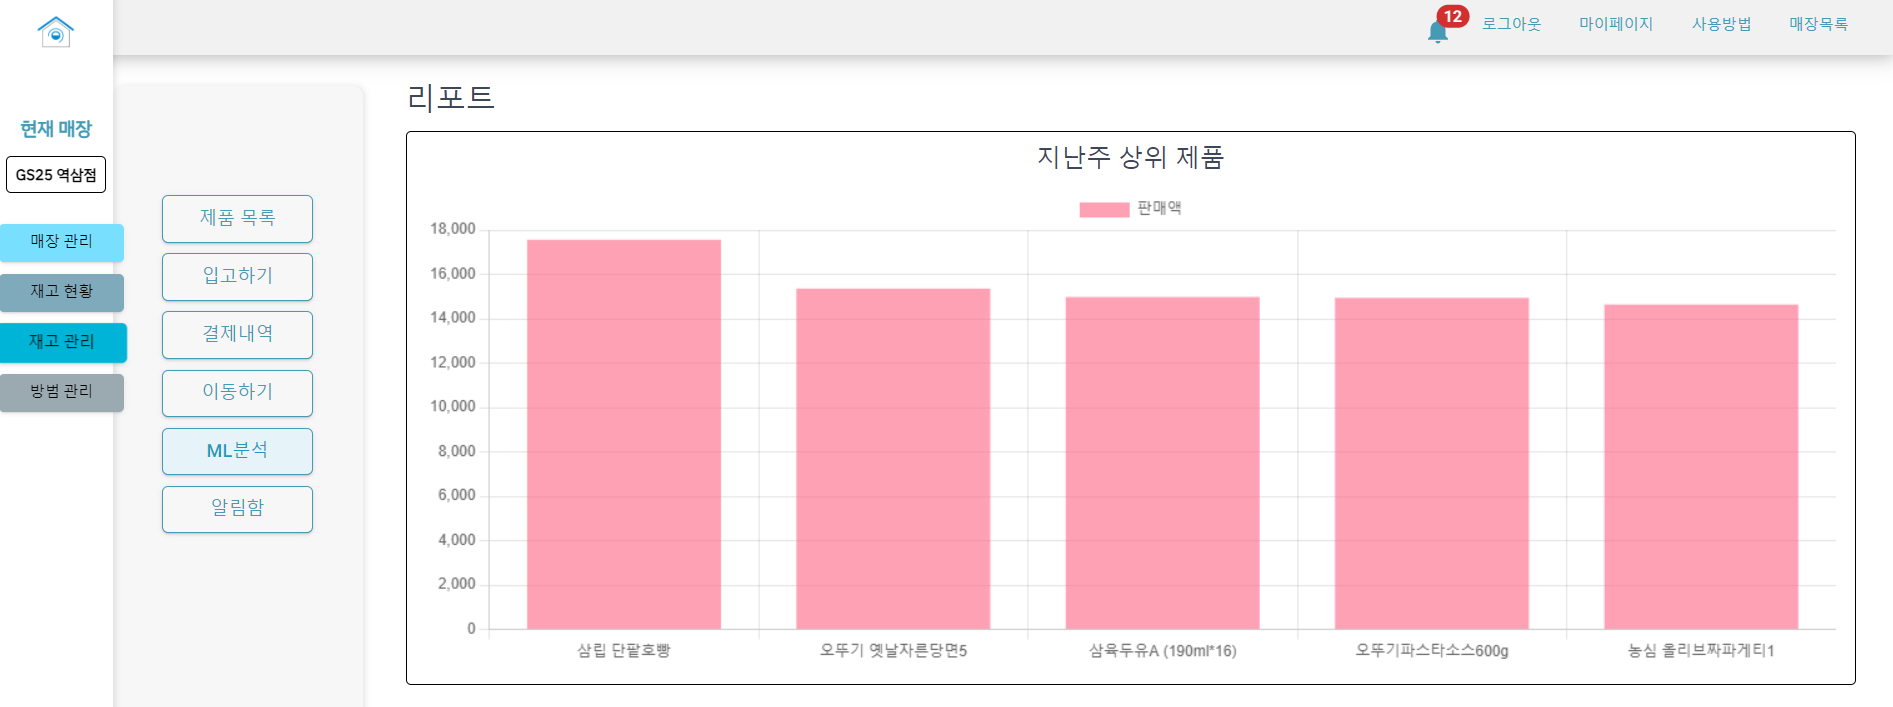 12
로그아웃
마이페이지
사용방법
매장목록
현재 매장
GS25 역삼점
매장 관리
재고 현황
재고 관리
방범 관리
제품 목록
입고하기
결제내역
이동하기
ML분석
알림함
리포트
지난주 상위 제품
판매액
18,000
16,000
14,000
12,000
10,000
8,000
6,000
4,000
2,000
0
삼립 단팥호빵
오뚜기 옛날자른당면5
삼육두유A (190ml*16)
오뚜기파스타소스600g
농심 올리브짜파게티1